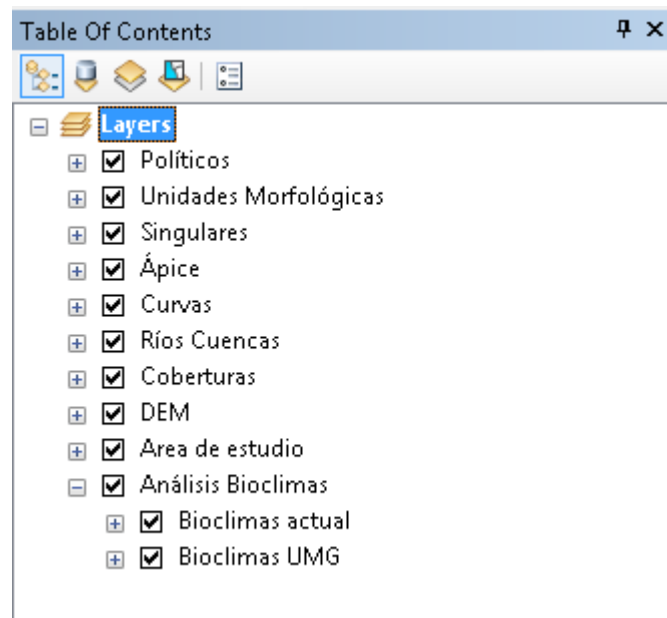 Table Of Contents
Layers
Políticos
Unidades Morfológicas
Singulares
Ápice
Curvas
Ríos Cuencas
Coberturas
DEM
Area de estudio
Análisis Bioclimas
Bioclimas actual
Bioclimas UMG